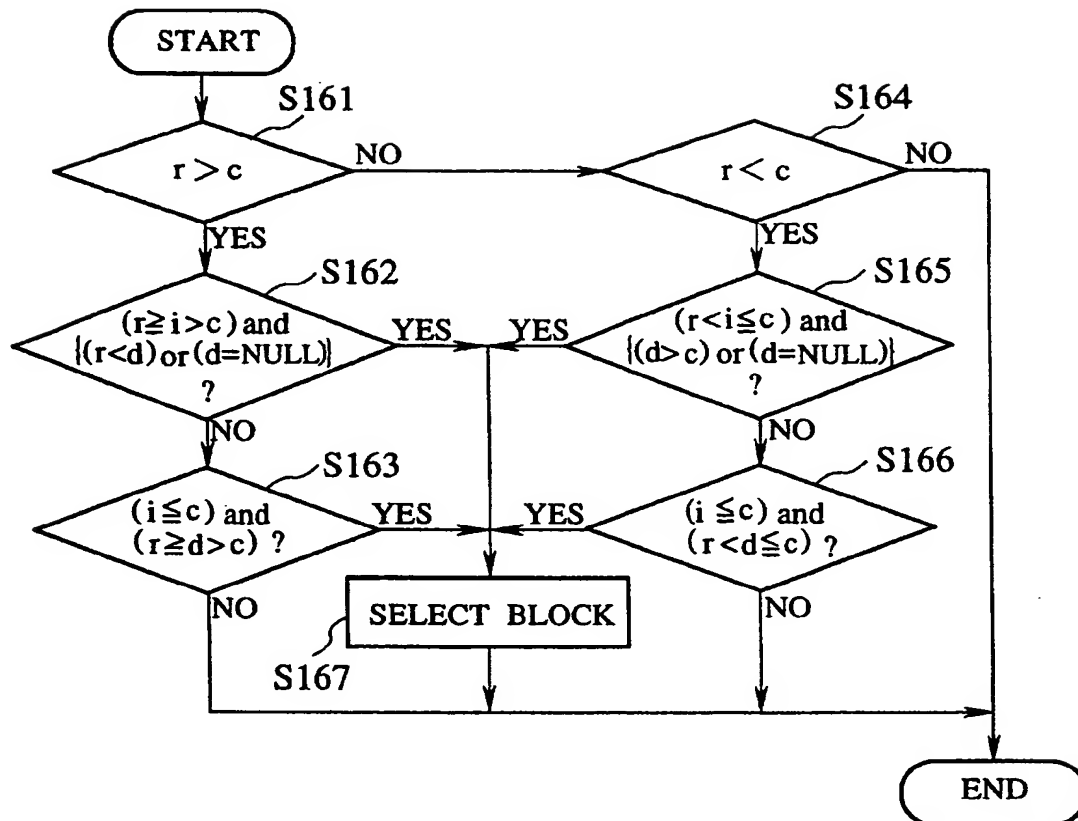 START
S161
r > c
NO
S164
r < c
NO
YES
YES
S162
(r≧i>c) and
{(r<d) or (d=NULL)}
?
YES
S165
(r<i≦c) and
{(d>c) or (d=NULL)}
?
YES
NO
NO
S163
(i≦c) and
(r≧d>c) ?
YES
S166
(i≦c) and
(r<d≦c) ?
YES
NO
NO
SELECT BLOCK
S167
END